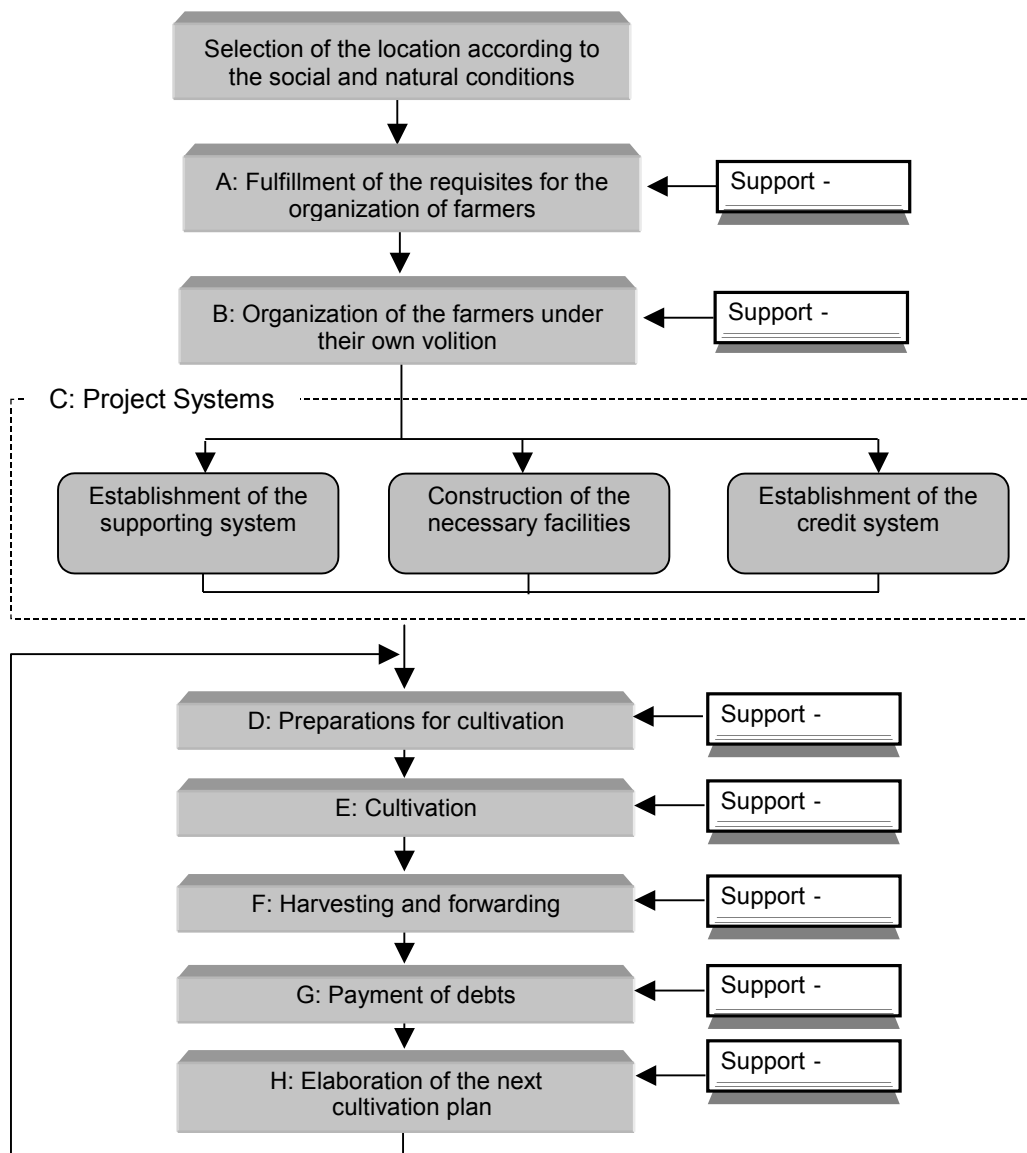 Selection of the location according to
the social and natural conditions
A: Fulfillment of the requisites for the
organization of farmers
Support -
B: Organization of the farmers under
their own volition
Support -
C: Project Systems
Establishment of the
supporting system
Construction of the
necessary facilities
Establishment of the
credit system
D: Preparations for cultivation
Support -
E: Cultivation
Support -
F: Harvesting and forwarding
Support -
G: Payment of debts
Support -
H: Elaboration of the next
cultivation plan
Support -